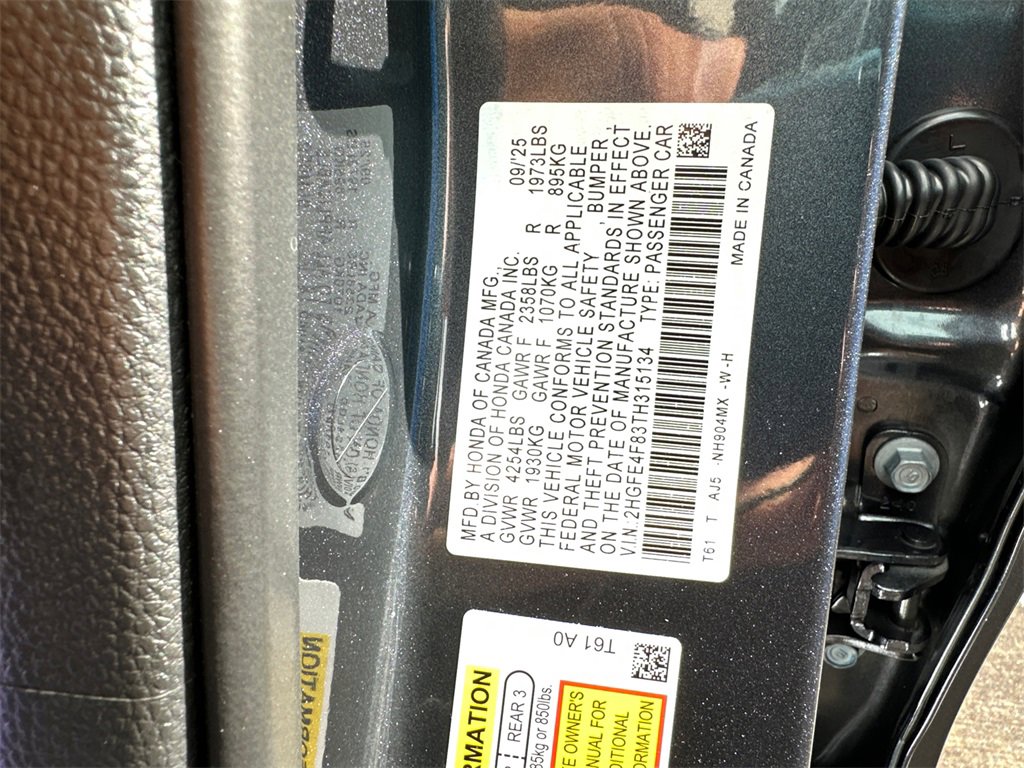 MFD.BY HONDA OF CANADA MFG.,
A DIVISION OF HONDA CANADA INC. 09/'25
GVWR 4254LBS GAWR F 2358LBS R 1973LBS
GVWR 1930KG GAWR F 1070KG R 895KG
THIS VEHICLE CONFORMS TO ALL APPLICABLE
FEDERAL MOTOR VEHICLE SAFETY, BUMPER
AND THEFT PREVENTION STANDARDS IN EFFECT
ON THE DATE OF MANUFACTURE SHOWN ABOVE.
V.I.N.:2HGFE4F83TH315134 TYPE: PASSENGER CAR
T61 T AJ5 -NH904MX -W-H MADE IN CANADA
T61 A0
REAR 3
850lbs.
OWNER'S
FOR
L